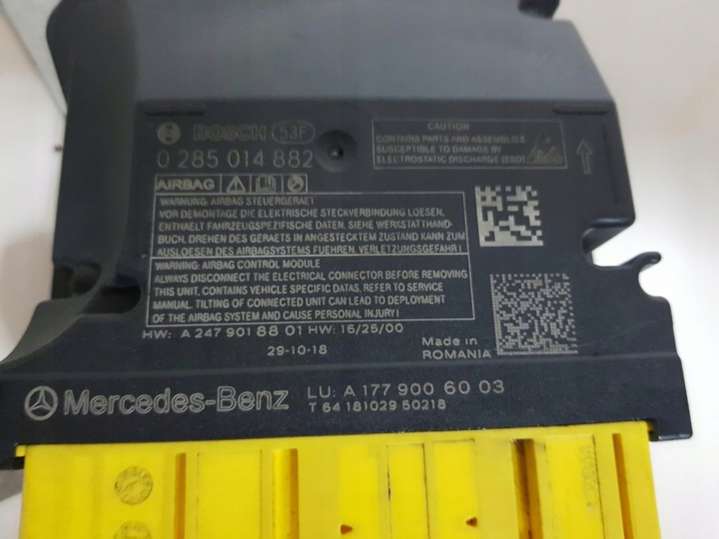 BOSCH 53F
0 285 014 882
AIRBAG
WARNUNG: AIRBAG STEUERGERAET
VOR DEMONTAGE DIE ELEKTRISCHE STECKVERBINDUNG LOESEN.
ENTHAELT FAHRZEUGSPEZIFISCHE DATEN. SIEHE WERKSTATTHAND-
BUCH. DREHEN DES GERAETS IN ANGESTECKTEM ZUSTAND KANN ZUM
AUSLOESEN DES AIRBAGSYSTEMS FUEHREN. VERLETZUNGSGEFAHR!
WARNING: AIRBAG CONTROL MODULE
ALWAYS DISCONNECT THE ELECTRICAL CONNECTOR BEFORE REMOVING
THIS UNIT. CONTAINS VEHICLE SPECIFIC DATAS, REFER TO SERVICE
MANUAL. TILTING OF CONNECTED UNIT CAN LEAD TO DEPLOYMENT
OF THE AIRBAG SYSTEM AND CAUSE PERSONAL INJURY!
HW: A 247 901 88 01 HW: 16/25/00
29-10-18
CAUTION
CONTAINS PARTS AND ASSEMBLIES
SUSCEPTIBLE TO DAMAGE BY
ELECTROSTATIC DISCHARGE (ESD)
Made in
ROMANIA
Mercedes-Benz LU: A 177 900 60 03
T 64 181029 50218